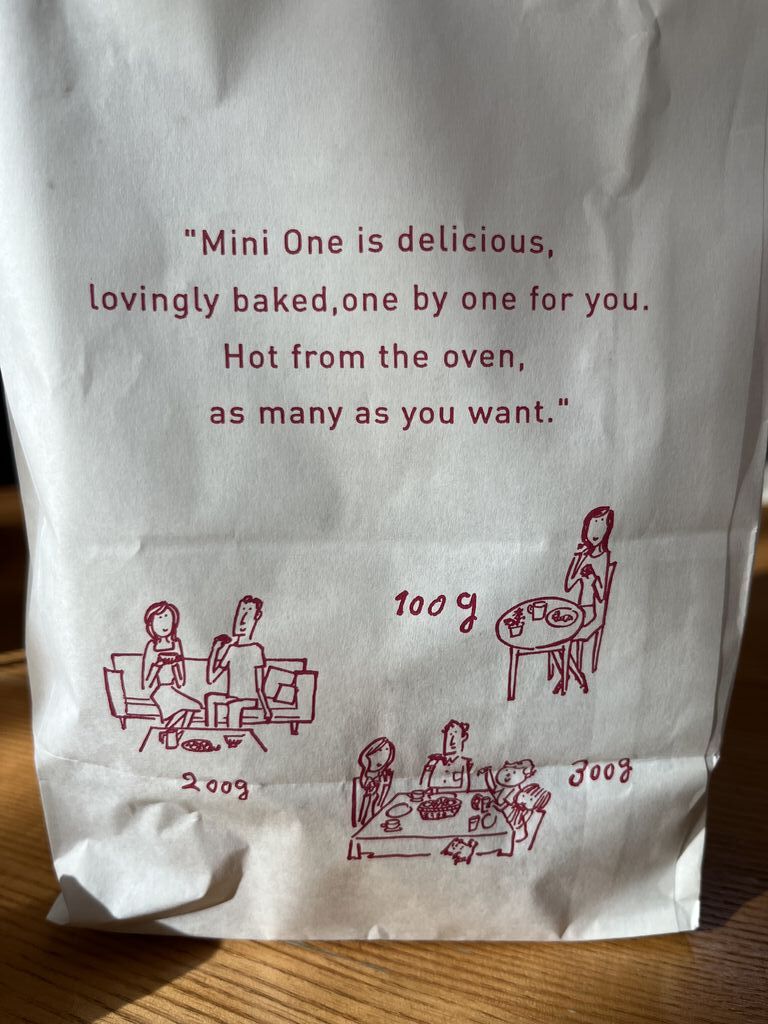 "Mini One is delicious,
lovingly baked,one by one for you.
Hot from the oven,
as many as you want."
100g
200g
300g